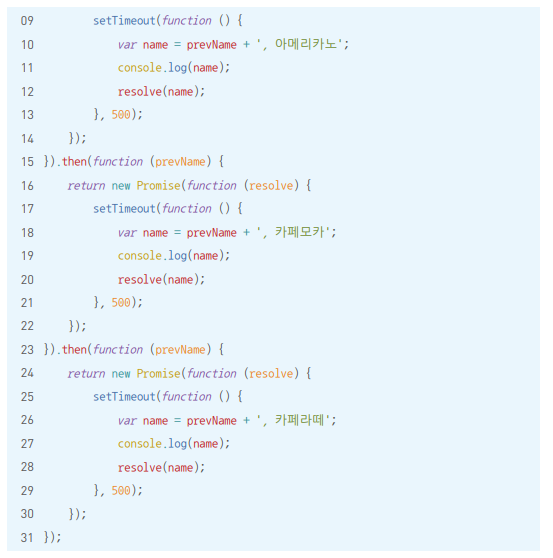 09 setTimeout(function () {
10 var name = prevName + ', 아메리카노';
11 console.log(name);
12 resolve(name);
13 }, 500);
14 });
15 }).then(function (prevName) {
16 return new Promise(function (resolve) {
17 setTimeout(function () {
18 var name = prevName + ', 카페모카';
19 console.log(name);
20 resolve(name);
21 }, 500);
22 });
23 }).then(function (prevName) {
24 return new Promise(function (resolve) {
25 setTimeout(function () {
26 var name = prevName + ', 카페라떼';
27 console.log(name);
28 resolve(name);
29 }, 500);
30 });
31 });